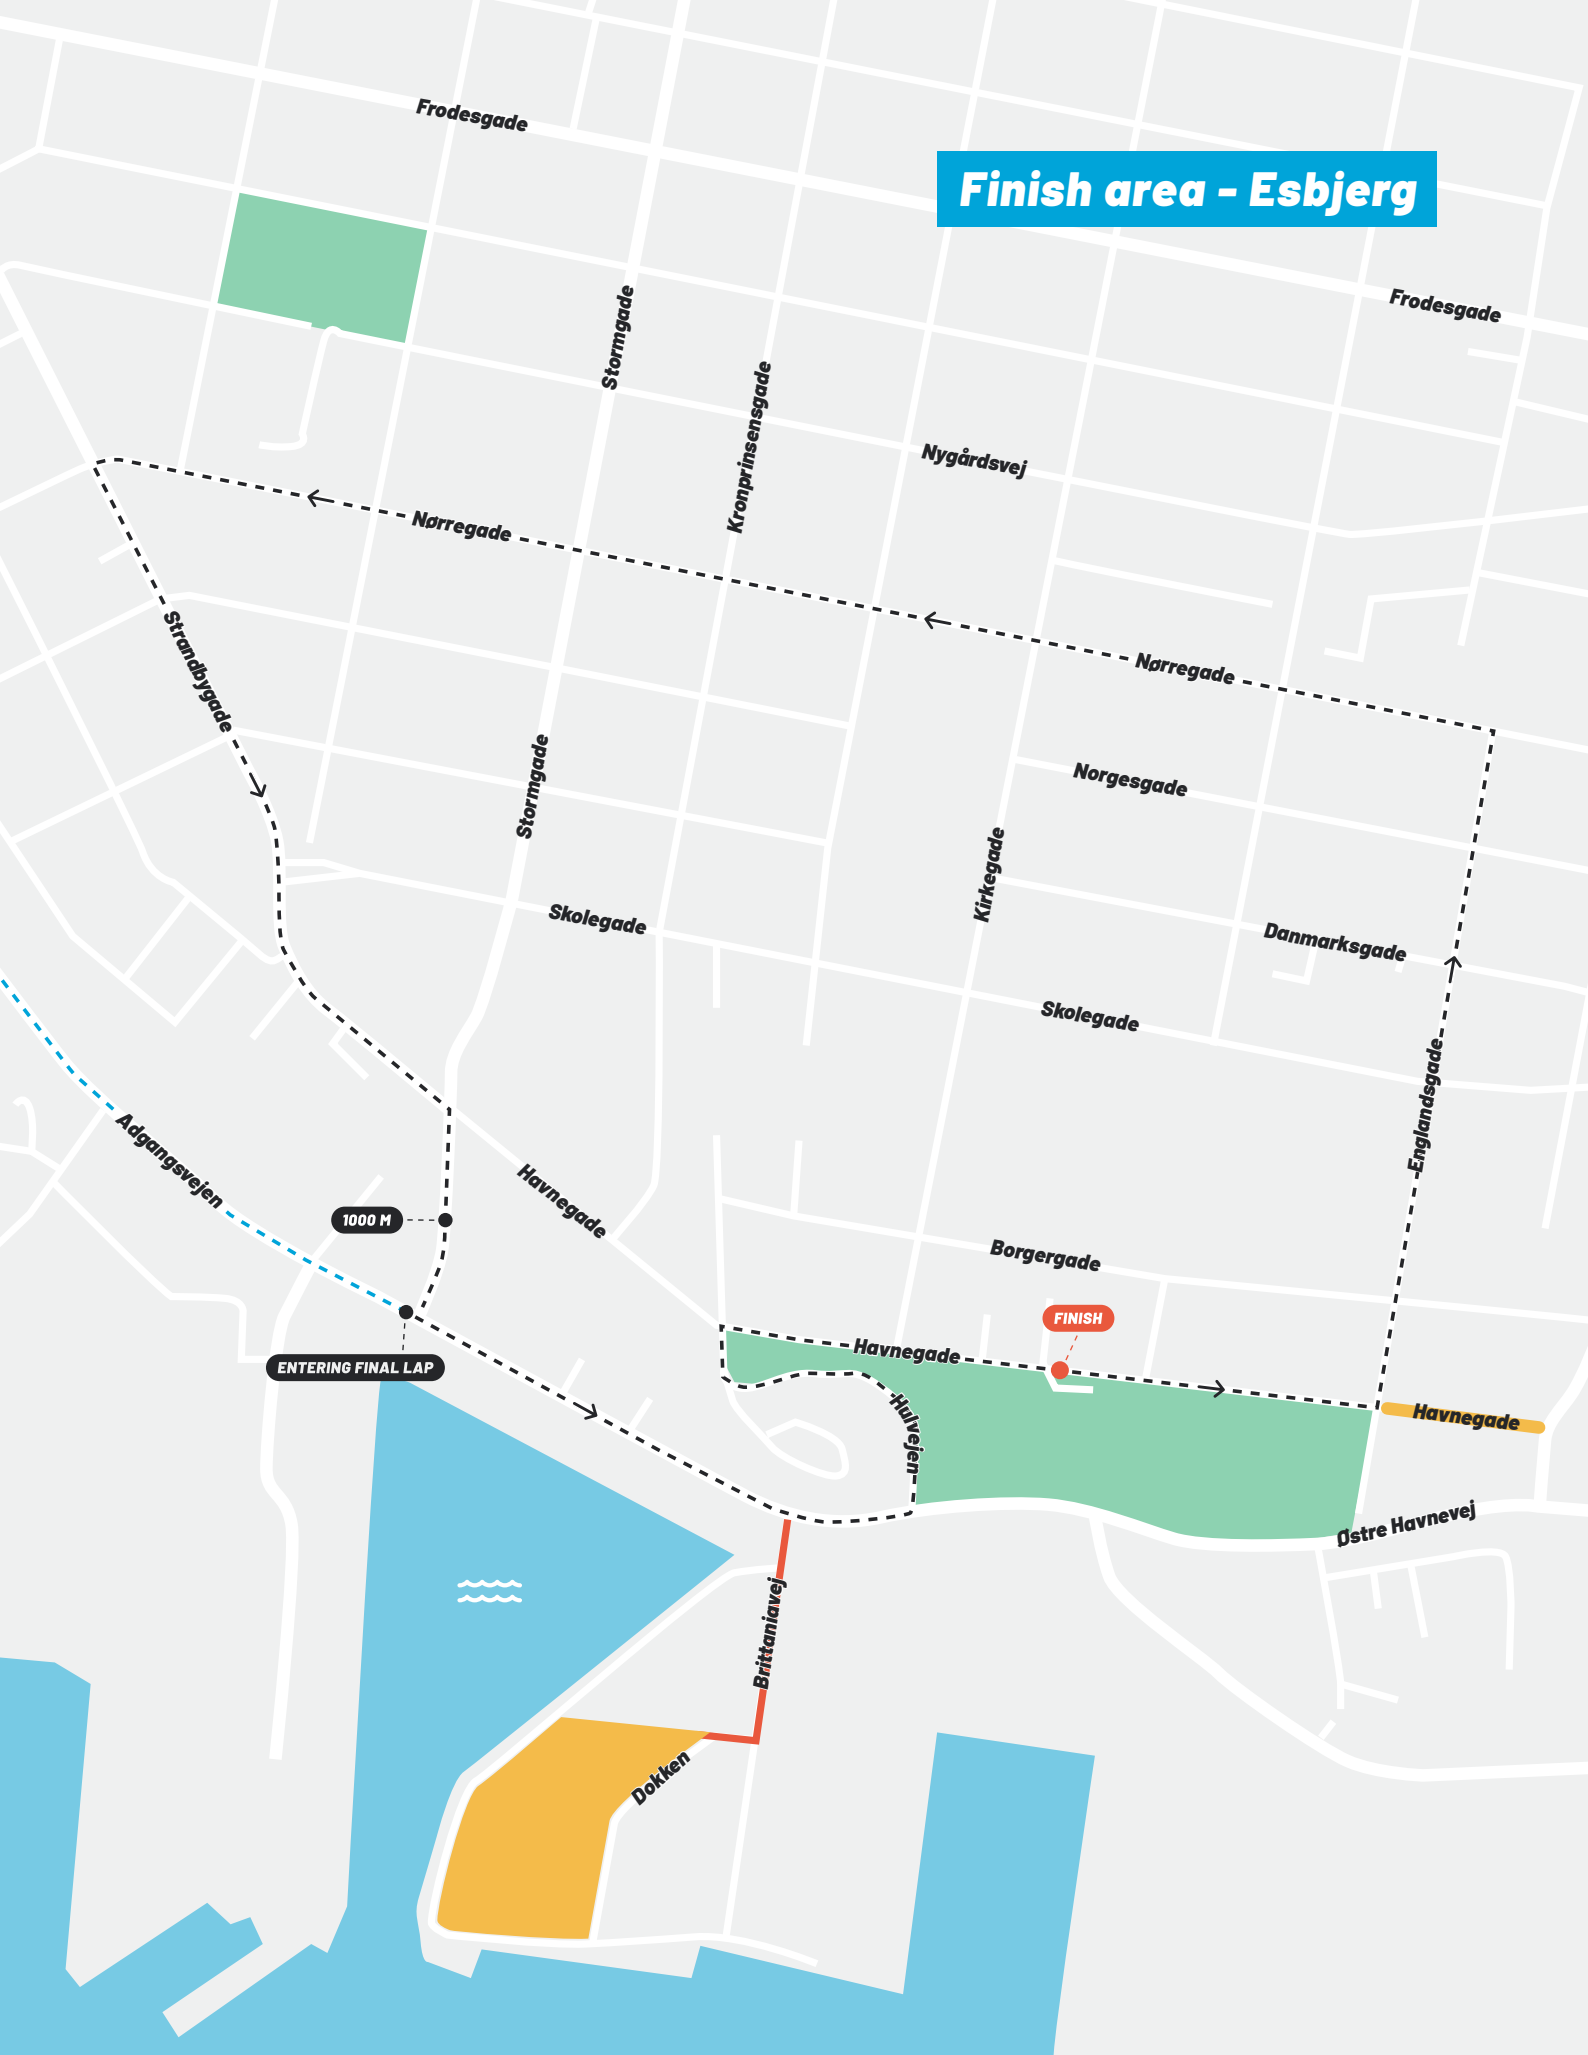 Frodesgade
Finish area - Esbjerg
Frodesgade
Stormgade
Kronprinsensgade
Nygårdsvej
Nørregade
Nørregade
Strandbygade
Stormgade
Norgesgade
Kirkegade
Skolegade
Danmarksgade
Skolegade
Englandsgade
Adgangsvejen
Havnegade
1000 M
Borgergade
FINISH
Havnegade
ENTERING FINAL LAP
Hulvejen
Havnegade
Østre Havnevej
Brittaniavej
Dokken